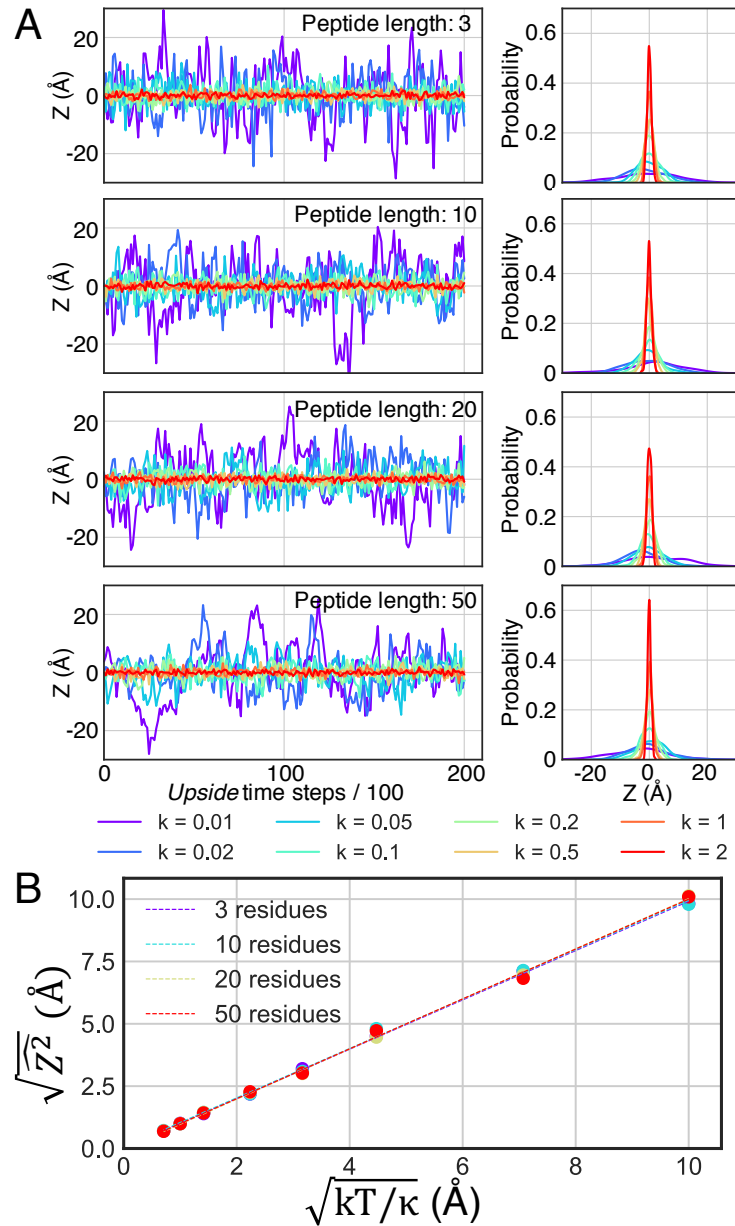 A
Peptide length: 3
Z (Å)
20
0
-20
Probability
0.6
0.4
0.2
0
Peptide length: 10
Z (Å)
20
0
-20
Probability
0.6
0.4
0.2
0
Peptide length: 20
Z (Å)
20
0
-20
Probability
0.6
0.4
0.2
0
Peptide length: 50
Z (Å)
20
0
-20
Probability
0.6
0.4
0.2
0
0 100 200
Upside time steps / 100
-20 0 20
Z (Å)
k = 0.01 k = 0.05 k = 0.2 k = 1
k = 0.02 k = 0.1 k = 0.5 k = 2
B
10.0
7.5
5.0
2.5
0.0
√\widehat{Z²} (Å)
3 residues
10 residues
20 residues
50 residues
0 2 4 6 8 10
√kT/κ (Å)